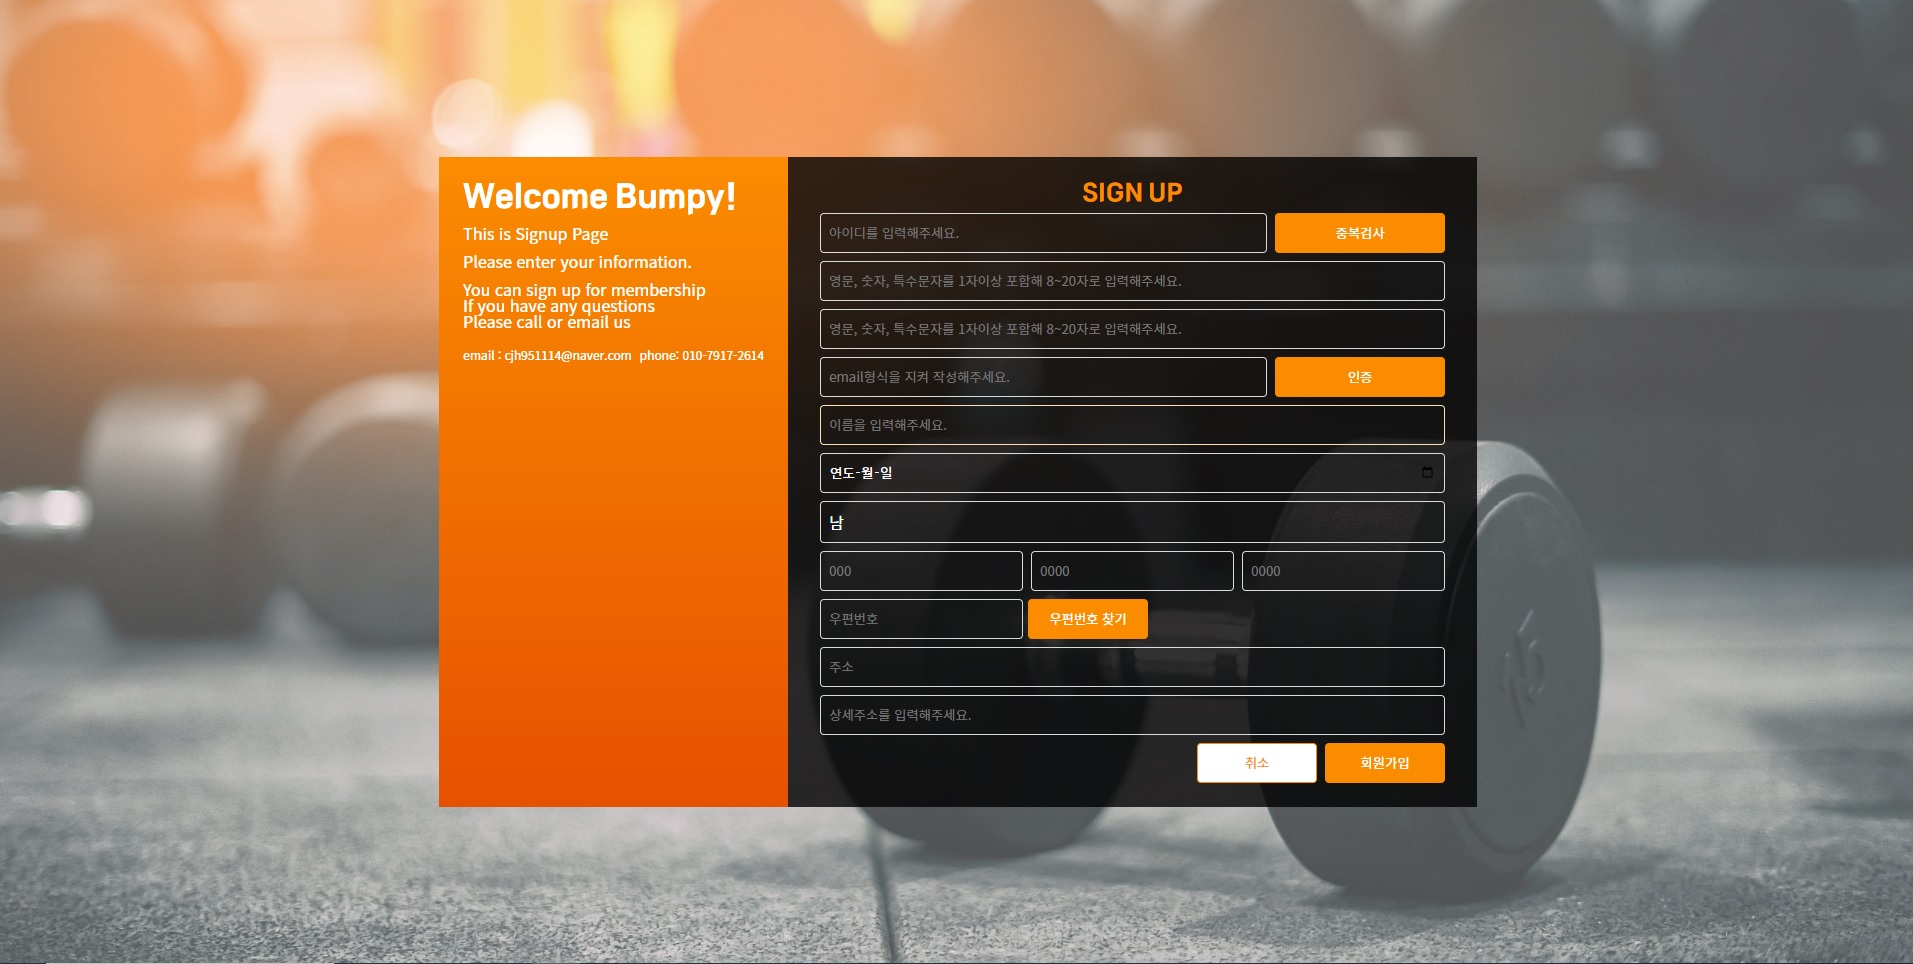 Welcome Bumpy!
This is Signup Page
Please enter your information.
You can sign up for membership
If you have any questions
Please call or email us
email : cjh951114@naver.com phone: 010-7917-2614
SIGN UP
아이디를 입력해주세요. 중복검사
영문, 숫자, 특수문자를 1자이상 포함해 8~20자로 입력해주세요.
영문, 숫자, 특수문자를 1자이상 포함해 8~20자로 입력해주세요.
email형식을 지켜 작성해주세요. 인증
이름을 입력해주세요.
연도-월-일
남
000 0000 0000
우편번호 우편번호 찾기
주소
상세주소를 입력해주세요.
취소 회원가입